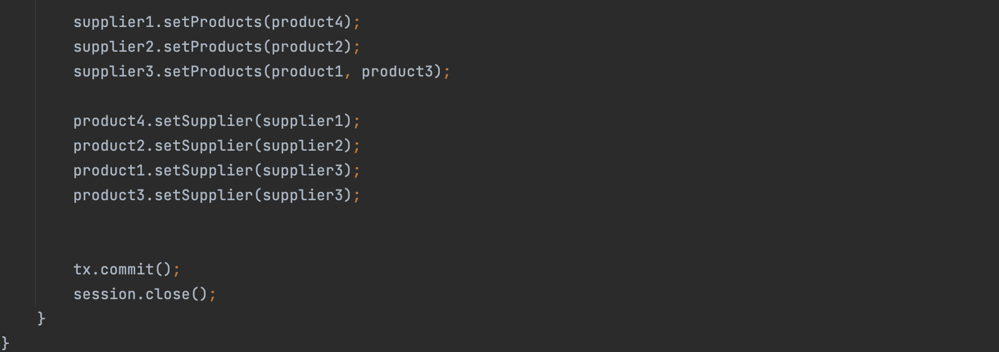 supplier1.setProducts(product4);
supplier2.setProducts(product2);
supplier3.setProducts(product1, product3);
product4.setSupplier(supplier1);
product2.setSupplier(supplier2);
product1.setSupplier(supplier3);
product3.setSupplier(supplier3);
tx.commit();
session.close();
}
}